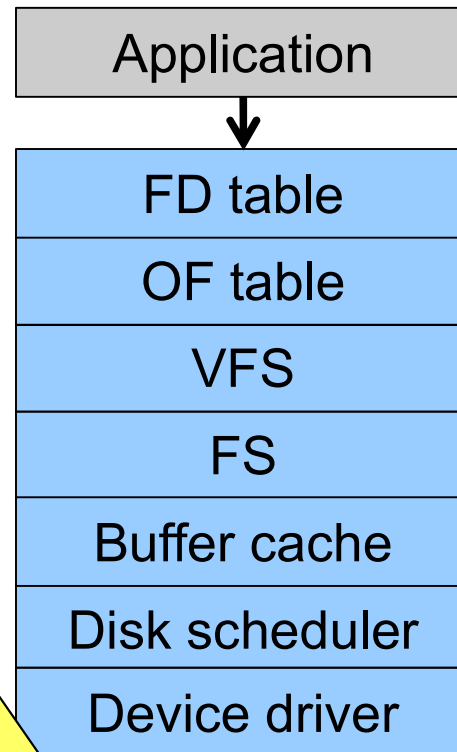 Application
FD table
OF table
VFS
FS
Buffer cache
Disk scheduler
Device driver